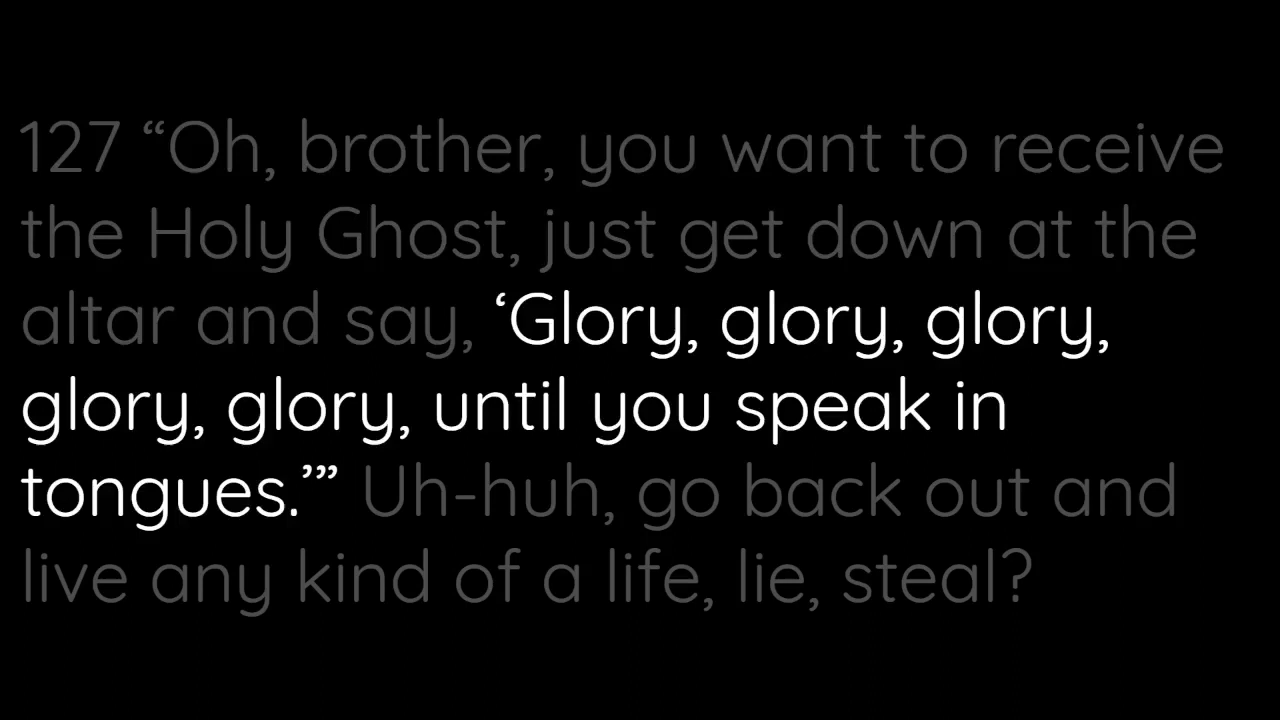 127 “Oh, brother, you want to receive
the Holy Ghost, just get down at the
altar and say, ‘Glory, glory, glory,
glory, glory, until you speak in
tongues.’” Uh-huh, go back out and
live any kind of a life, lie, steal?